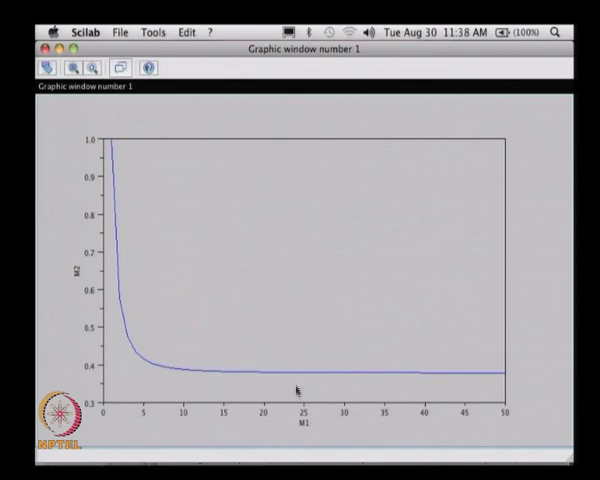 Scilab File Tools Edit ? Tue Aug 30 11:38 AM (100%)
Graphic window number 1
Graphic window number 1
1.0
0.9
0.8
0.7
M2
0.6
0.5
0.4
0.3
0 5 10 15 20 25 30 35 40 45 50
M1
NPTEL